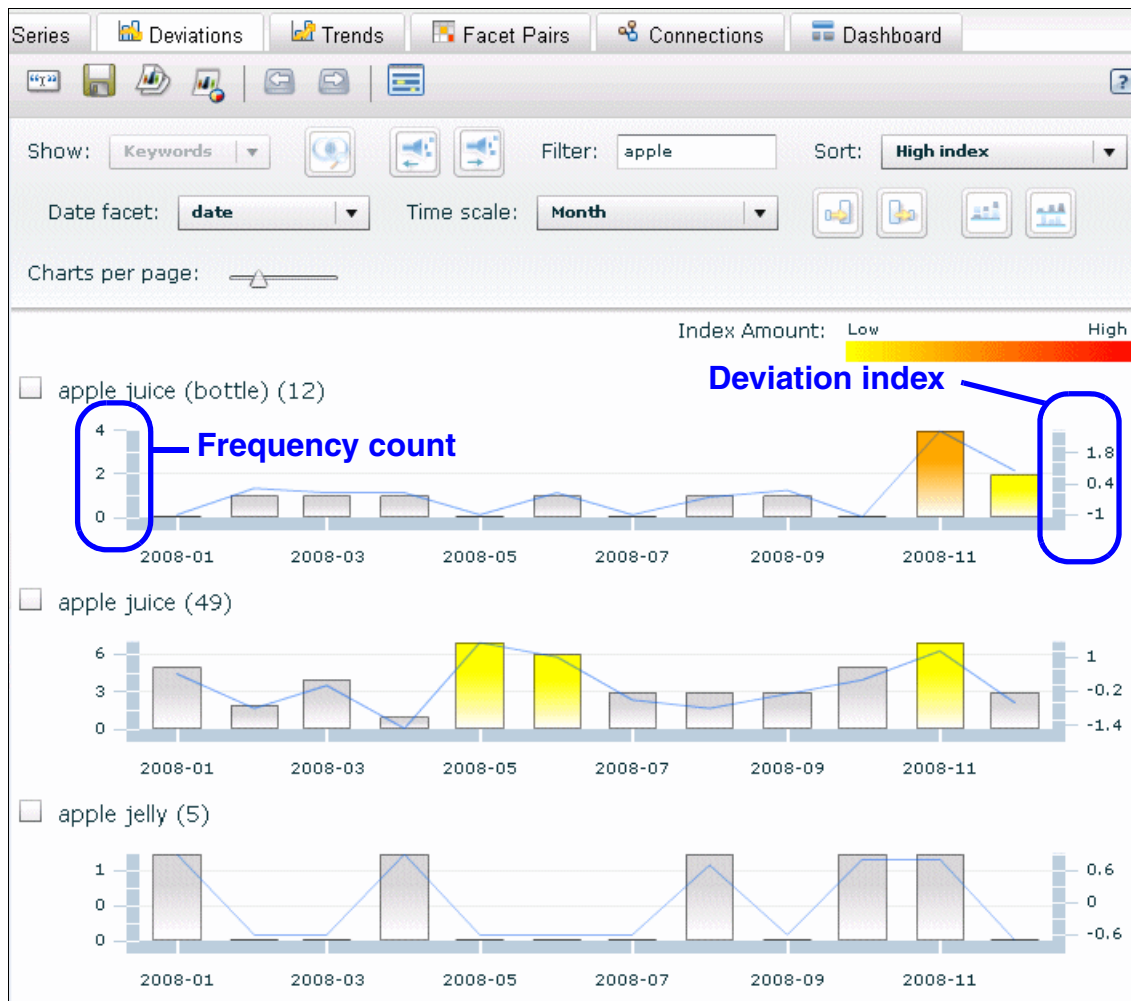 Series Deviations Trends Facet Pairs Connections Dashboard
?
Show: Keywords Filter: apple Sort: High index
Date facet: date Time scale: Month
Charts per page:
Index Amount: Low High
Deviation index
apple juice (bottle) (12)
Frequency count
4
2
0
1.8
0.4
-1
2008-01 2008-03 2008-05 2008-07 2008-09 2008-11
apple juice (49)
6
3
0
1
-0.2
-1.4
2008-01 2008-03 2008-05 2008-07 2008-09 2008-11
apple jelly (5)
1
0
0
0.6
0
-0.6
2008-01 2008-03 2008-05 2008-07 2008-09 2008-11